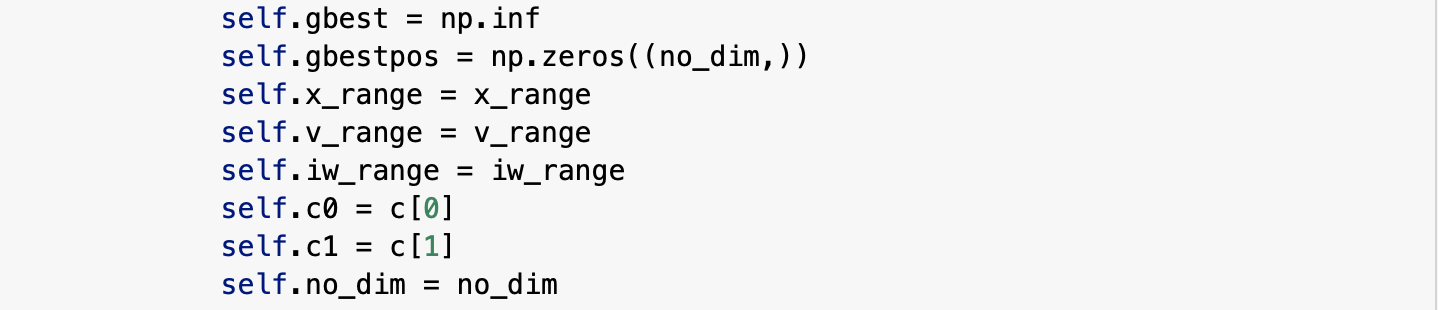 self.gbest = np.inf
self.gbestpos = np.zeros((no_dim,))
self.x_range = x_range
self.v_range = v_range
self.iw_range = iw_range
self.c0 = c[0]
self.c1 = c[1]
self.no_dim = no_dim